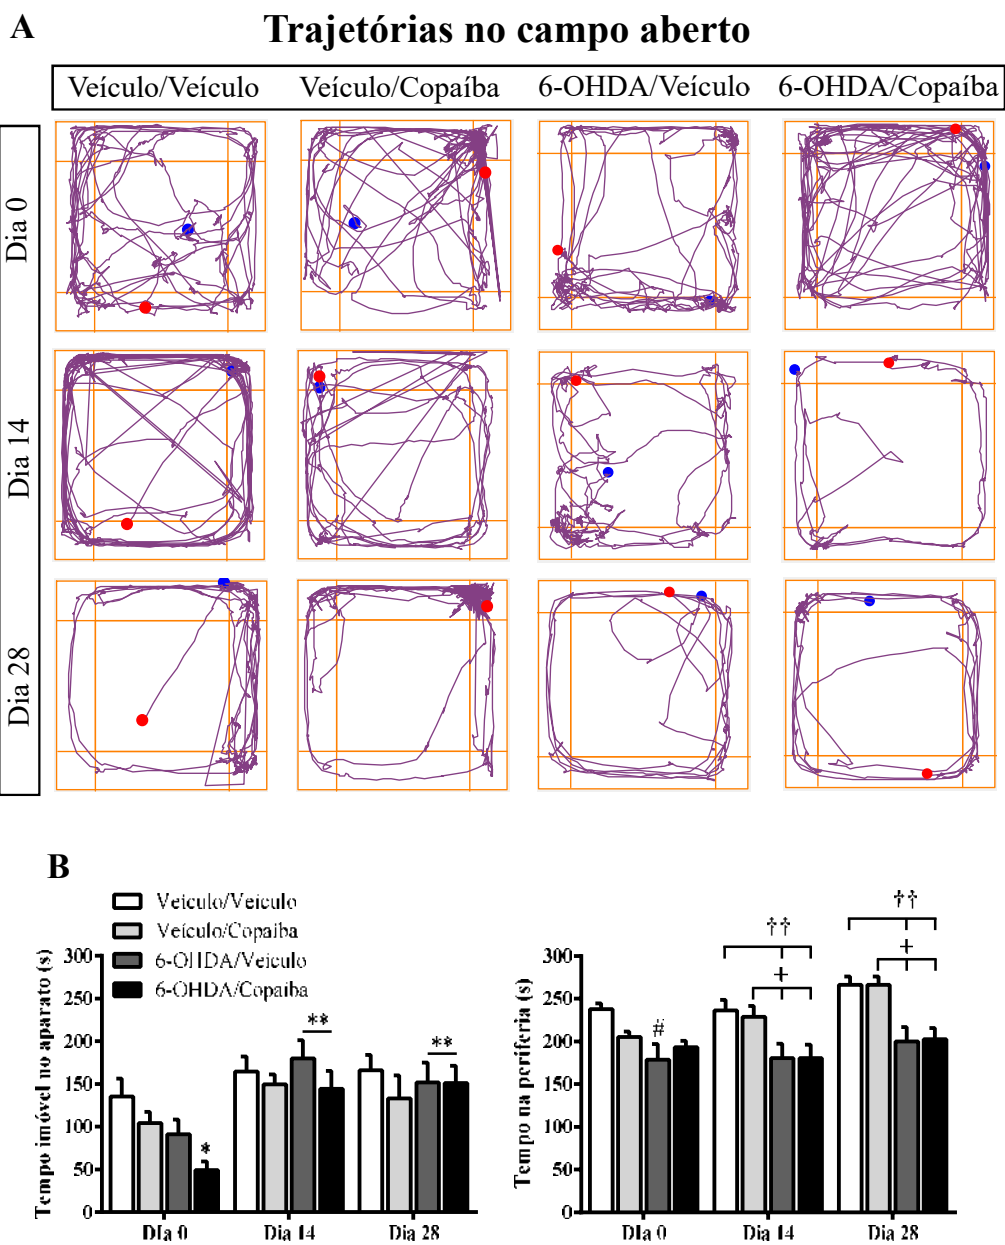 A
Trajetórias no campo aberto
Veículo/Veículo
Veículo/Copaíba
6-OHDA/Veículo
6-OHDA/Copaíba
Dia 0
Dia 14
Dia 28
B
Veículo/Veículo
Veículo/Copaíba
6-OHDA/Veículo
6-OHDA/Copaíba
Tempo imóvel no aparato (s)
300
250
200
150
100
50
0
*
**
**
DIa 0
Dia 14
Dia 28
Tempo na periferia (s)
300
250
200
150
100
50
0
#
††
+
††
+
DIa 0
Dia 14
Dia 28